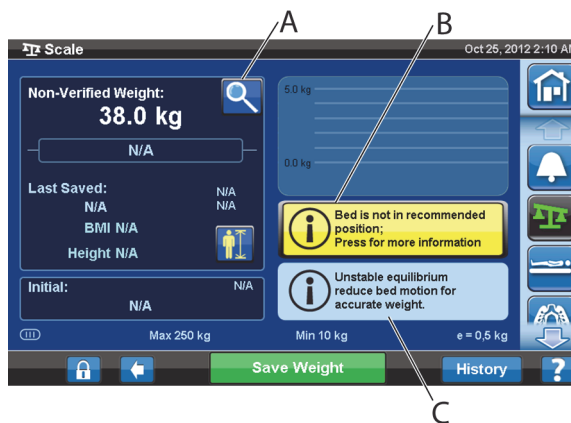 A
B
Scale
Oct 25, 2012 2:10 AM
Non-Verified Weight:
38.0 kg
N/A
Last Saved:
N/A
N/A
N/A
BMI N/A
Height N/A
Initial:
N/A
N/A
5.0 kg
0.0 kg
Bed is not in recommended
position;
Press for more information
Unstable equilibrium
reduce bed motion for
accurate weight.
Max 250 kg
Min 10 kg
e = 0,5 kg
Save Weight
History
?
C